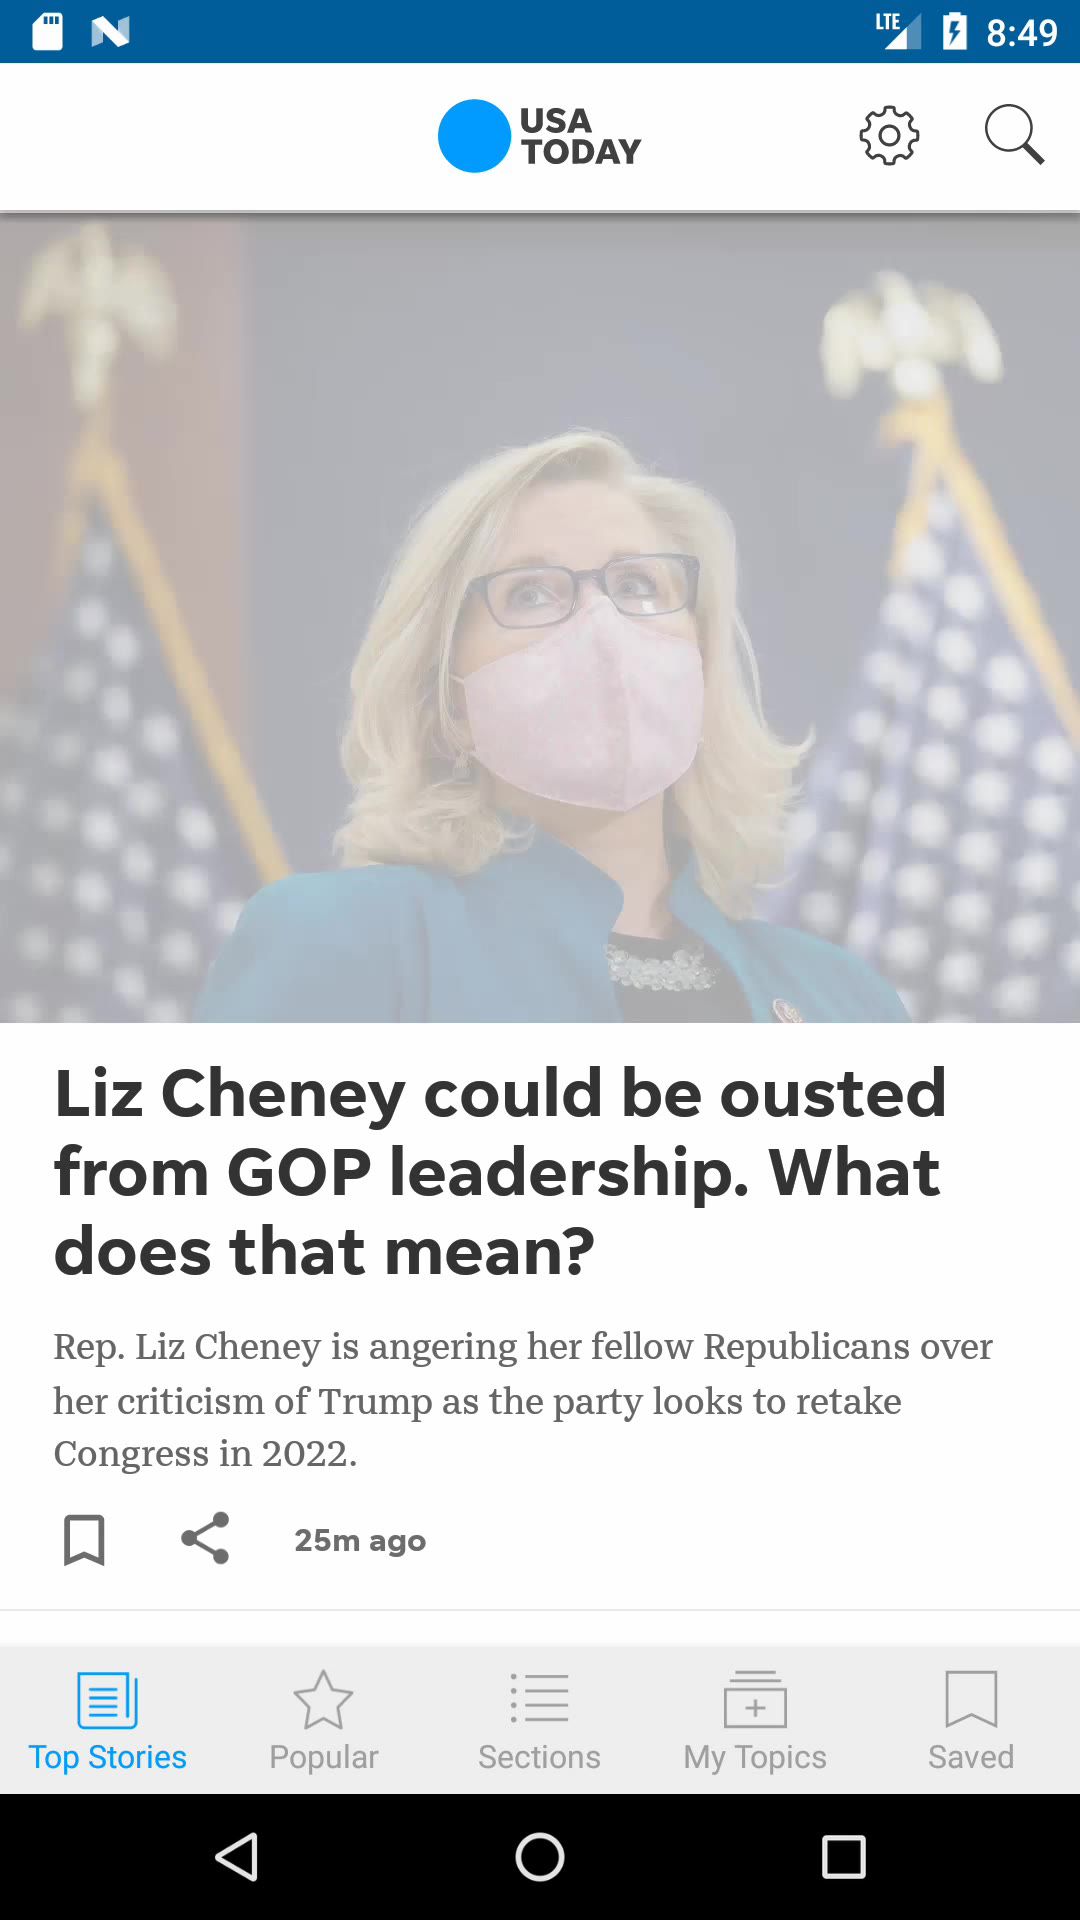 LTE
8:49
USA
TODAY
Liz Cheney could be ousted
from GOP leadership. What
does that mean?
Rep. Liz Cheney is angering her fellow Republicans over
her criticism of Trump as the party looks to retake
Congress in 2022.
25m ago
Top Stories
Popular
Sections
My Topics
Saved